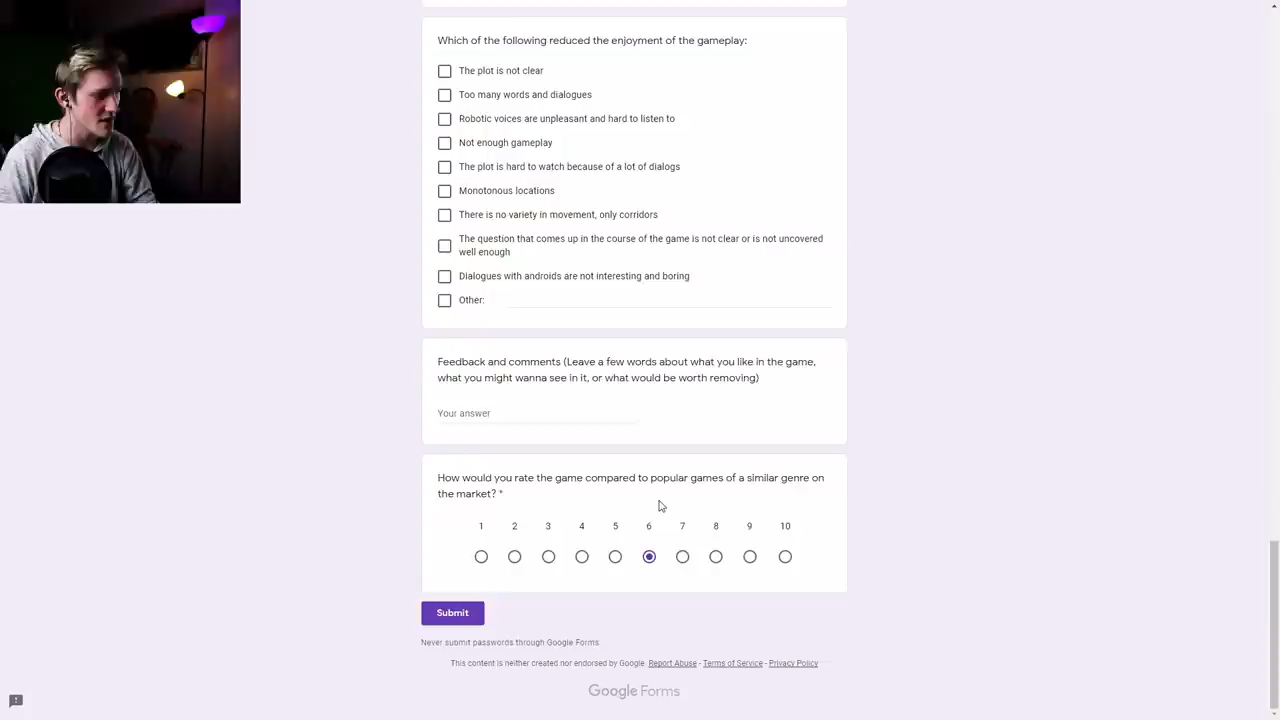 Which of the following reduced the enjoyment of the gameplay:
The plot is not clear
Too many words and dialogues
Robotic voices are unpleasant and hard to listen to
Not enough gameplay
The plot is hard to watch because of a lot of dialogs
Monotonous locations
There is no variety in movement, only corridors
The question that comes up in the course of the game is not clear or is not uncovered
well enough
Dialogues with androids are not interesting and boring
Other:
Feedback and comments (Leave a few words about what you like in the game,
what you might wanna see in it, or what would be worth removing)
Your answer
How would you rate the game compared to popular games of a similar genre on
the market? *
1 2 3 4 5 6 7 8 9 10
Submit
Never submit passwords through Google Forms.
This content is neither created nor endorsed by Google. Report Abuse - Terms of Service - Privacy Policy
Google Forms